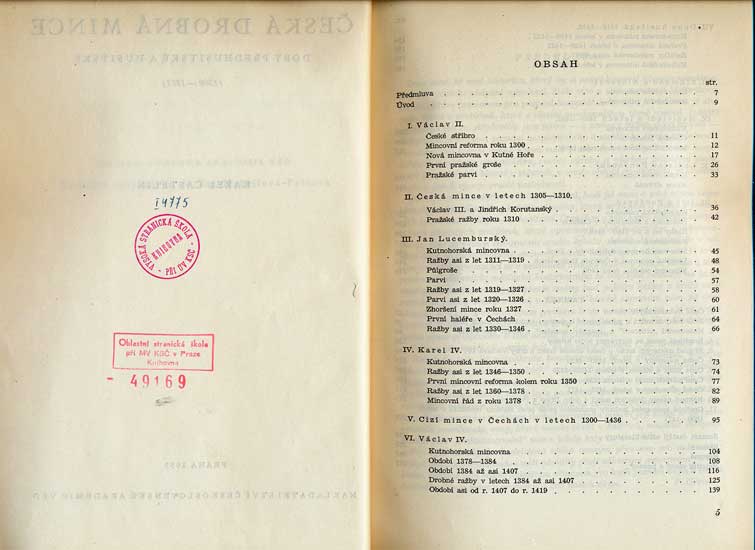 I 4775
VYSOKÁ STRANICKÁ ŠKOLA
KNIHOVNA
PŘI ÚV KSČ
Oblastní stranická škola
při MV KSČ v Praze
Knihovna
- 49169
OBSAH
str.
Předmluva 7
Úvod 9
I. Václav II.
České stříbro 11
Mincovní reforma roku 1300 12
Nová mincovna v Kutné Hoře 17
První pražské groše 26
Pražské parvi 33
II. Česká mince v letech 1305—1310.
Václav III. a Jindřich Korutanský 36
Pražské ražby roku 1310 42
III. Jan Lucemburský.
Kutnohorská mincovna 45
Ražby asi z let 1311—1319 48
Půlgroše 54
Parvi 57
Ražby asi z let 1319—1327 58
Parvi asi z let 1320—1326 60
Zhoršení mince roku 1327 61
První haléře v Čechách 64
Ražby asi z let 1330—1346 66
IV. Karel IV.
Kutnohorská mincovna 73
Ražby asi z let 1346—1350 74
První mincovní reforma kolem roku 1350 77
Ražby asi z let 1360—1378 82
Mincovní řád z roku 1378 89
V. Cizí mince v Čechách v letech 1300—1436 95
VI. Václav IV.
Kutnohorská mincovna 104
Období 1378—1384 108
Období 1384 až asi 1407 116
Drobné ražby v letech 1384 až asi 1407 125
Období asi od r. 1407 do r. 1419 139
5